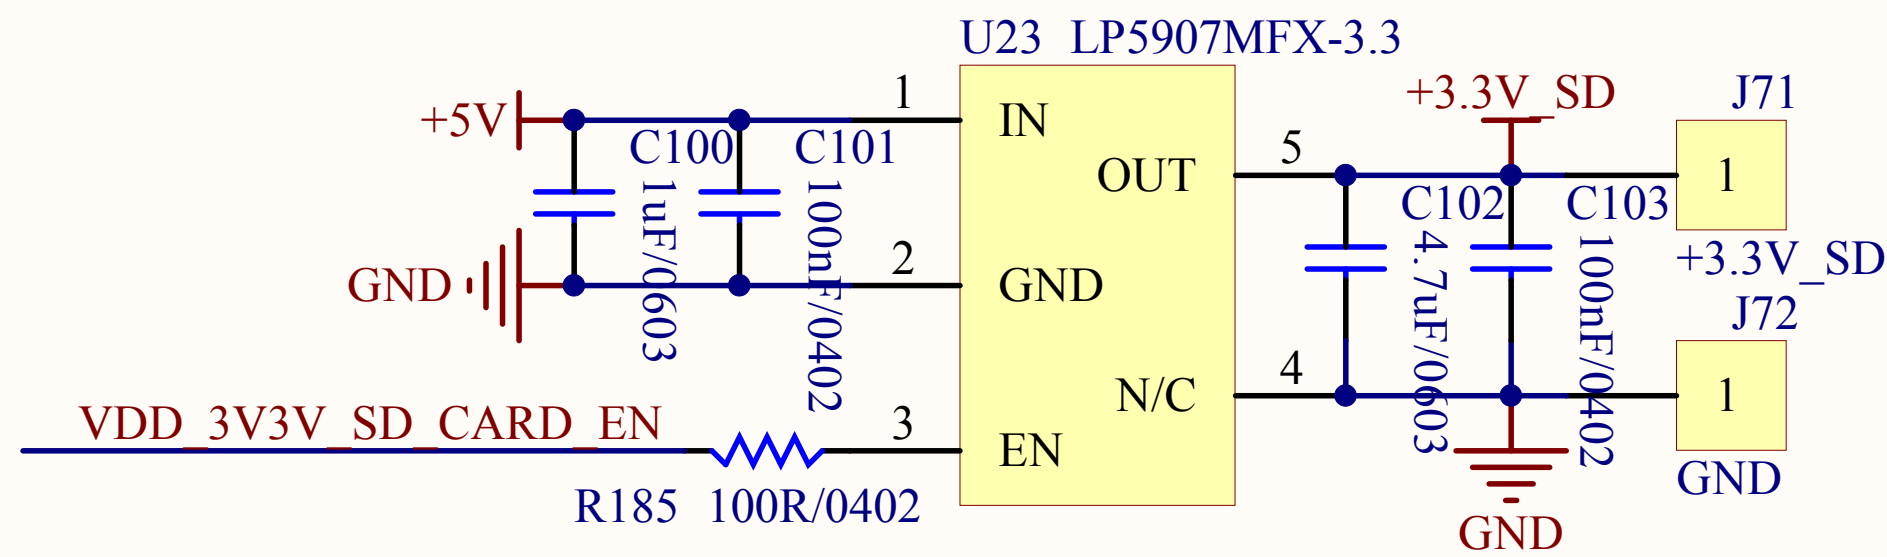 U23 LP5907MFX-3.3
+5V
1
IN
C100
1uF/0603
C101
100nF/0402
GND
2
GND
VDD_3V3V_SD_CARD_EN
R185 100R/0402
3
EN
OUT
5
N/C
4
+3.3V_SD
C102
4.7uF/0603
C103
100nF/0402
GND
J71
1
+3.3V_SD
J72
1
GND